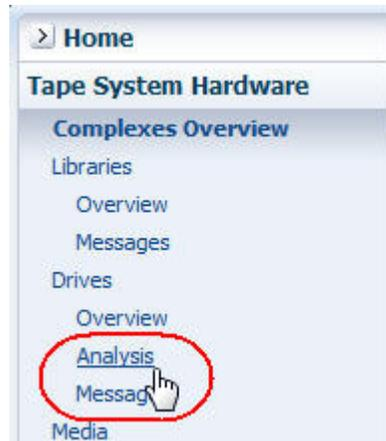 Home
Tape System Hardware
Complexes Overview
Libraries
Overview
Messages
Drives
Overview
Analysis
Messag
Media